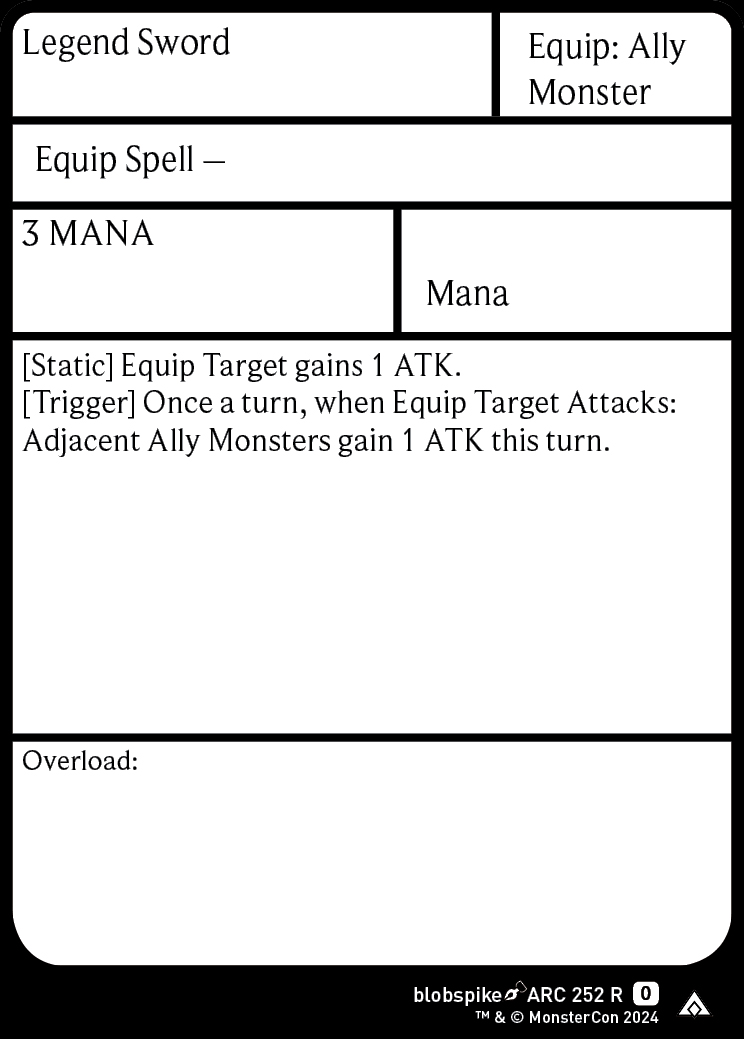 Legend Sword
Equip: Ally
Monster
Equip Spell —
3 MANA
Mana
[Static] Equip Target gains 1 ATK.
[Trigger] Once a turn, when Equip Target Attacks:
Adjacent Ally Monsters gain 1 ATK this turn.
Overload:
blobspike ARC 252 R 0
™ & © MonsterCon 2024